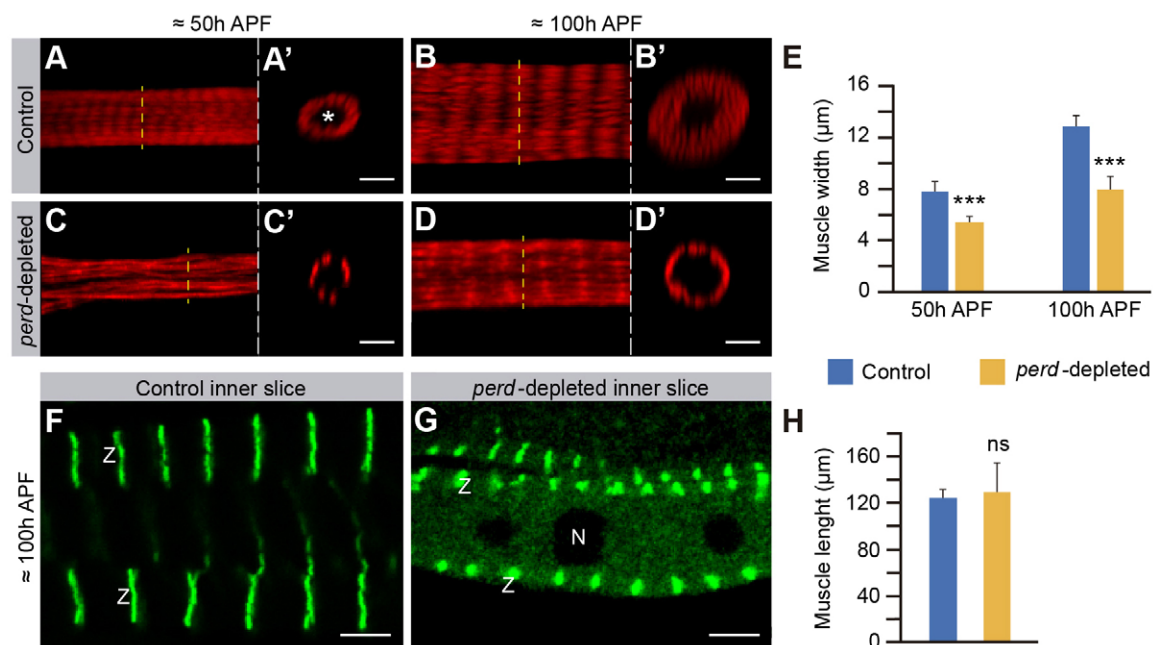 ≈ 50h APF
≈ 100h APF
Control
A
A’
B
B’
perd-depleted
C
C’
D
D’
E
Muscle width (µm)
16
12
8
4
0
***
***
50h APF
100h APF
Control
perd-depleted
Control inner slice
perd-depleted inner slice
≈ 100h APF
F
Z
Z
G
Z
N
Z
H
Muscle lenght (µm)
160
120
80
40
0
ns
*